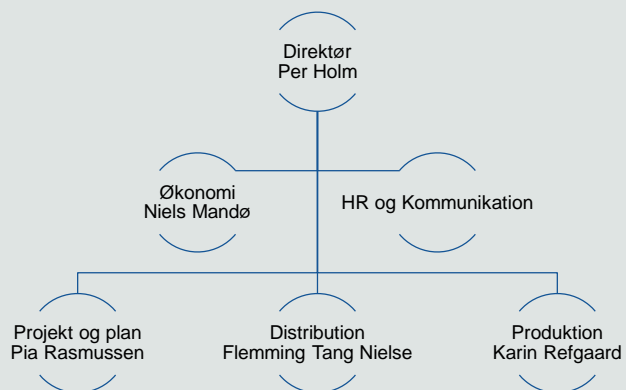 Direktør
Per Holm
Økonomi
Niels Mandø
HR og Kommunikation
Projekt og plan
Pia Rasmussen
Distribution
Flemming Tang Nielse
Produktion
Karin Refgaard